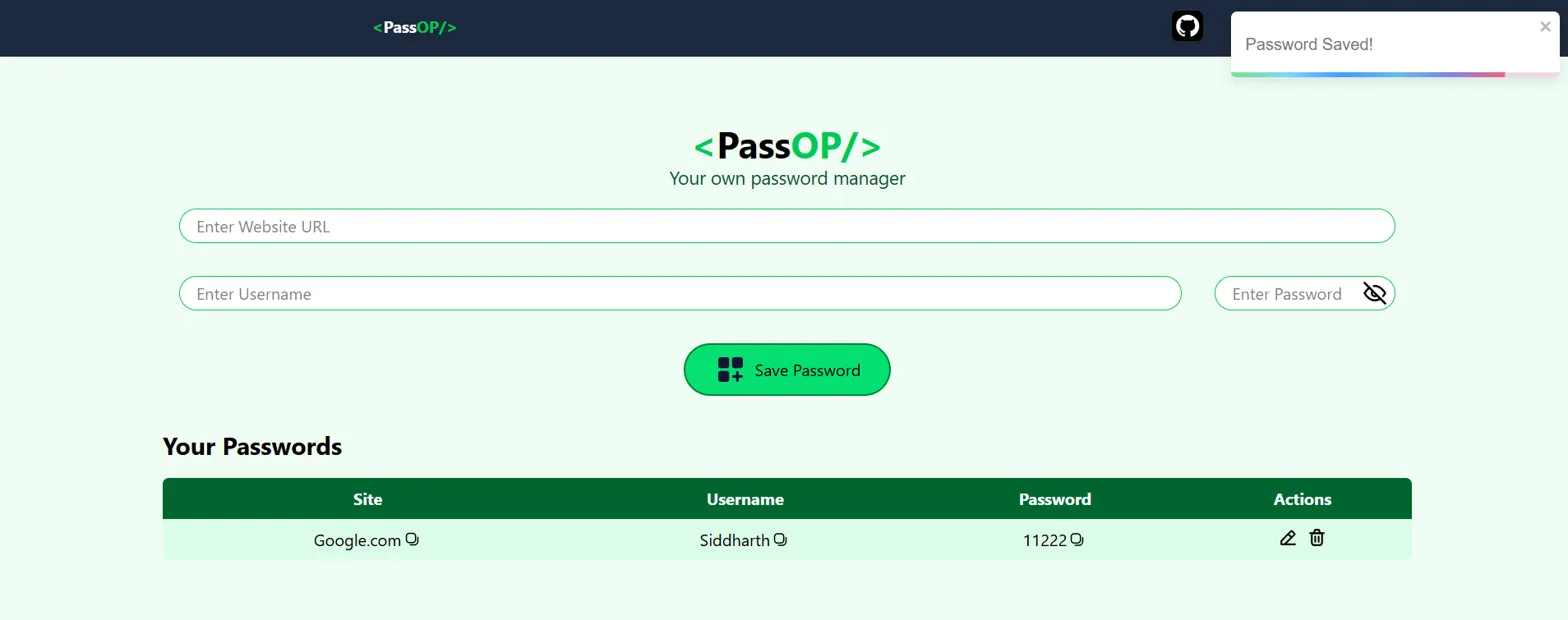 <PassOP/>
Password Saved!
<PassOP/>
Your own password manager
Enter Website URL
Enter Username Enter Password
Save Password
Your Passwords
Site Username Password Actions
Google.com Siddharth 11222